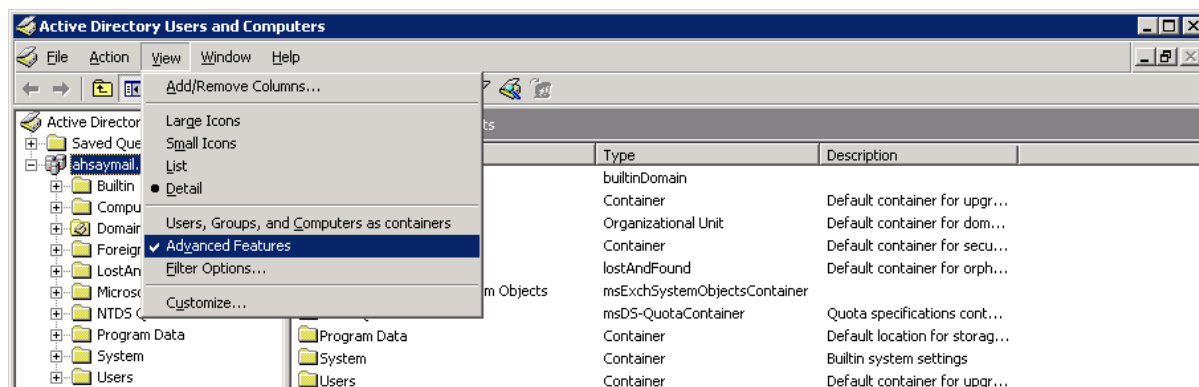 Active Directory Users and Computers
File Action View Window Help
Add/Remove Columns...
Active Director
Large Icons
ts
Saved Que
Small Icons
Type Description
ahsaymail.
List
builtinDomain
Builtin
Detail
Compu
Container Default container for upgr...
Domain
Users, Groups, and Computers as containers
Organizational Unit Default container for dom...
Foreign
Advanced Features
Container Default container for secu...
LostAn
Filter Options...
lostAndFound Default container for orph...
Microso
m Objects msExchSystemObjectsContainer
NTDS
Customize...
msDS-QuotaContainer Quota specifications cont...
Program Data Program Data Container Default location for storag...
System System Container Builtin system settings
Users Users Container Default container for upgr...